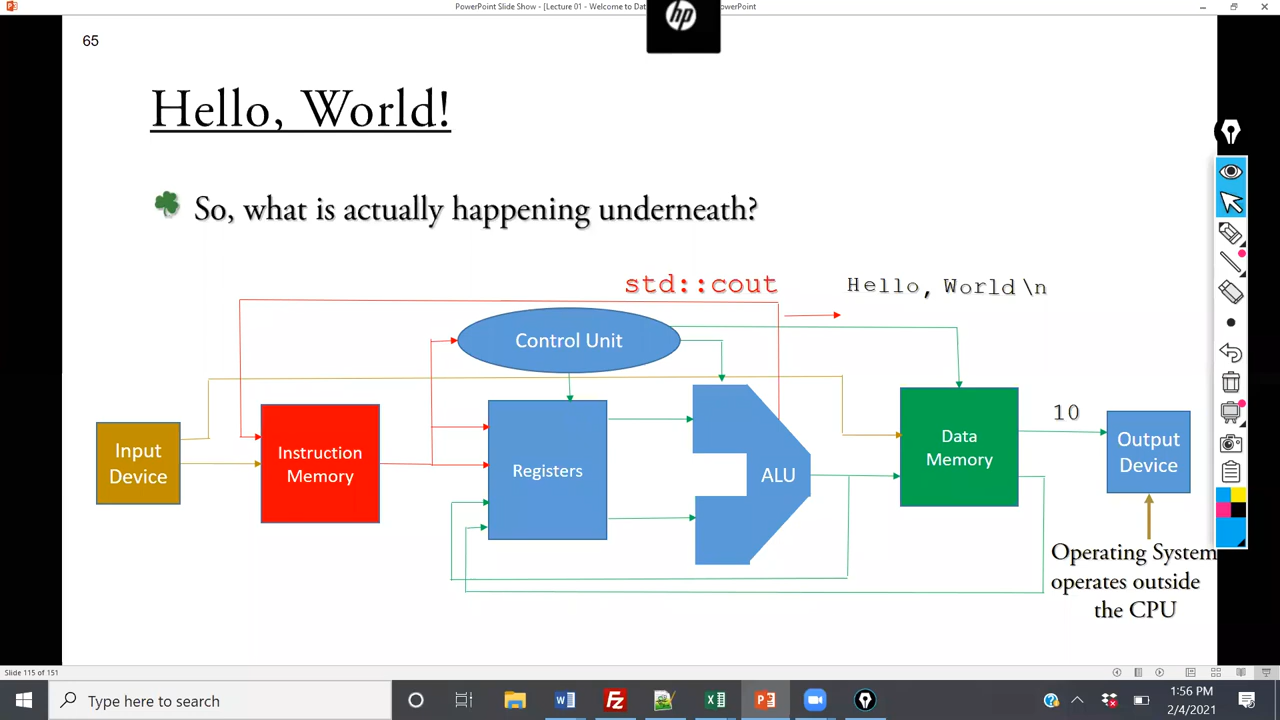 PowerPoint Slide Show - [Lecture 01 - Welcome to Dat
owerPoint
hp
65
Hello, World!
So, what is actually happening underneath?
std::cout
Hello, World\n
Control Unit
Input
Device
Instruction
Memory
Registers
ALU
Data
Memory
10
Output
Device
Operating System
operates outside
the CPU
Slide 115 of 151
Type here to search
1:56 PM
2/4/2021